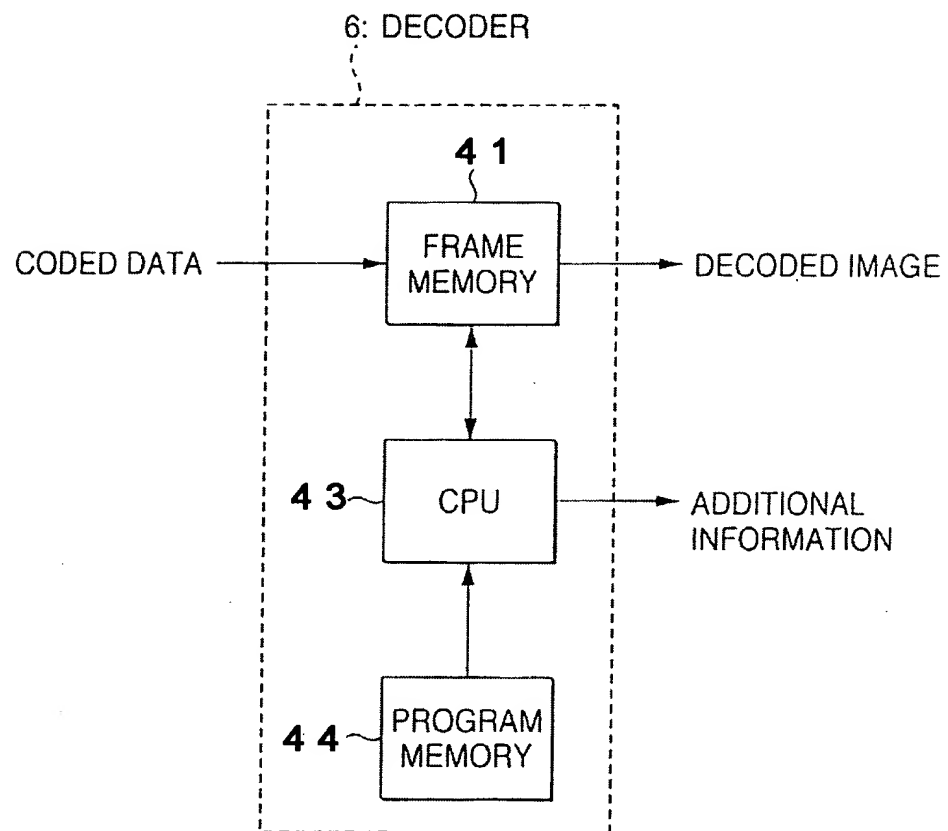 6: DECODER
41
FRAME
MEMORY
CODED DATA
DECODED IMAGE
43
CPU
ADDITIONAL
INFORMATION
44
PROGRAM
MEMORY